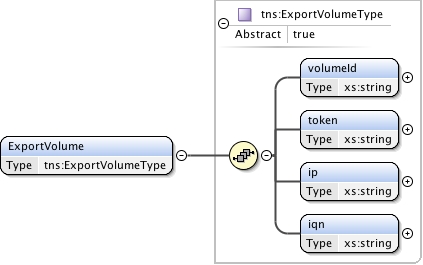 tns:ExportVolumeType
Abstract true
volumeId
Type xs:string
token
Type xs:string
ExportVolume
Type tns:ExportVolumeType
ip
Type xs:string
iqn
Type xs:string